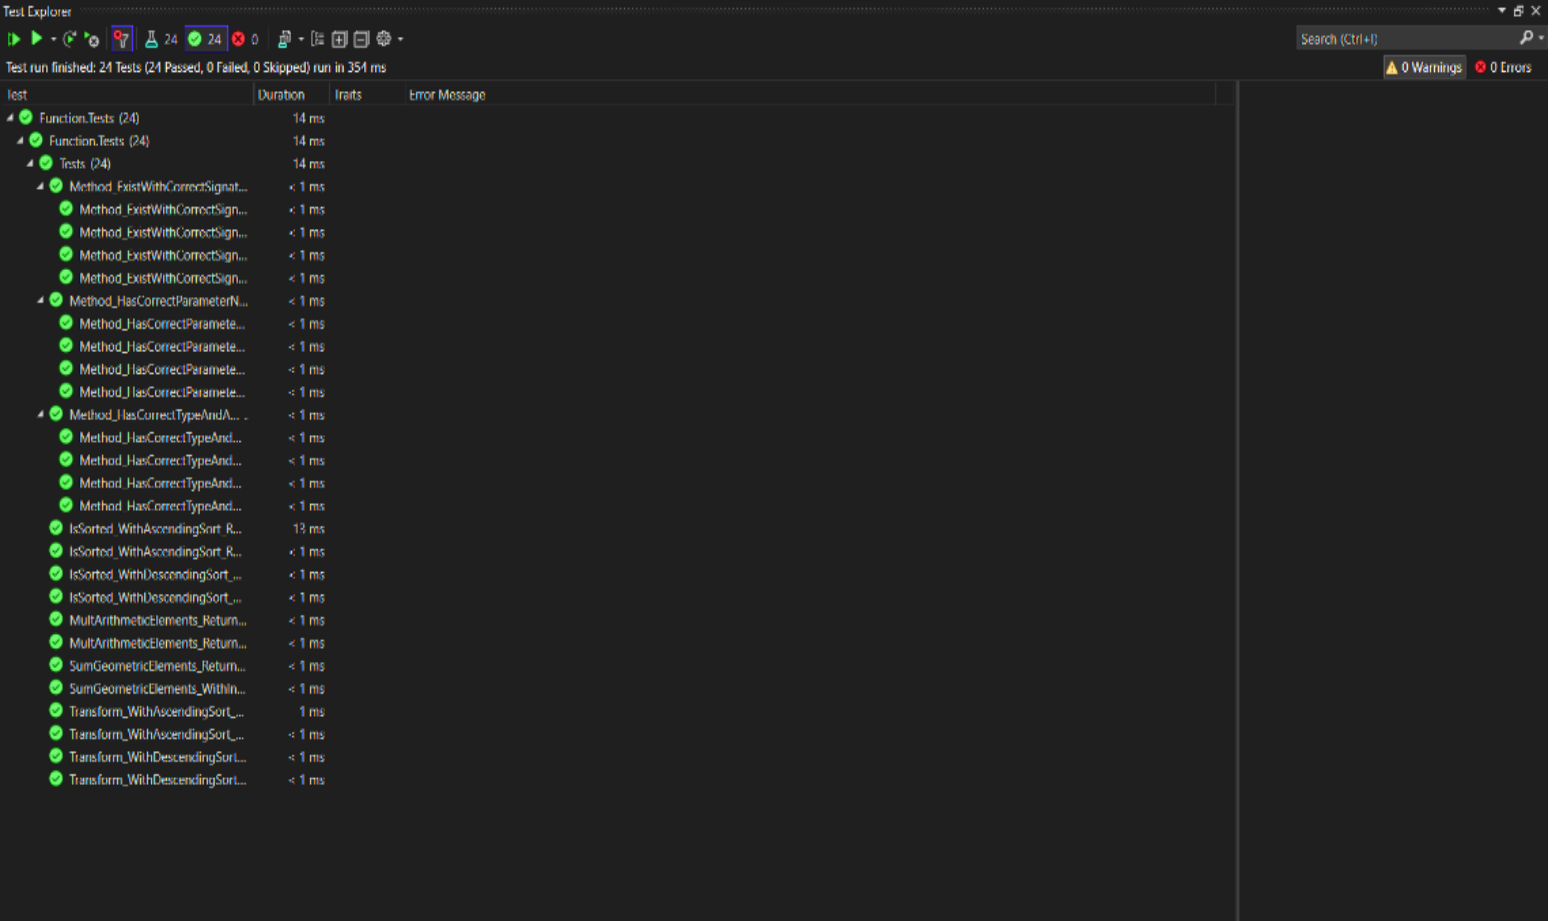 Test Explorer
24 24 0 Search (Ctrl+I)
Test run finished: 24 Tests (24 Passed, 0 Failed, 0 Skipped) run in 354 ms 0 Warnings 0 Errors
Test Duration Traits Error Message
Function.Tests (24) 14 ms
Function.Tests (24) 14 ms
Tests (24) 14 ms
Method_ExistWithCorrectSignat... < 1 ms
Method_ExistWithCorrectSign... < 1 ms
Method_ExistWithCorrectSign... < 1 ms
Method_ExistWithCorrectSign... < 1 ms
Method_ExistWithCorrectSign... < 1 ms
Method_HasCorrectParameterN... < 1 ms
Method_HasCorrectParamete... < 1 ms
Method_HasCorrectParamete... < 1 ms
Method_HasCorrectParamete... < 1 ms
Method_HasCorrectParamete... < 1 ms
Method_HasCorrectTypeAndA... < 1 ms
Method_HasCorrectTypeAnd... < 1 ms
Method_HasCorrectTypeAnd... < 1 ms
Method_HasCorrectTypeAnd... < 1 ms
Method_HasCorrectTypeAnd... < 1 ms
IsSorted_WithAscendingSort_R... 13 ms
IsSorted_WithAscendingSort_R... < 1 ms
IsSorted_WithDescendingSort_... < 1 ms
IsSorted_WithDescendingSort_... < 1 ms
MultArithmeticElements_Return... < 1 ms
MultArithmeticElements_Return... < 1 ms
SumGeometricElements_Return... < 1 ms
SumGeometricElements_WithIn... < 1 ms
Transform_WithAscendingSort_... 1 ms
Transform_WithAscendingSort_... < 1 ms
Transform_WithDescendingSort... < 1 ms
Transform_WithDescendingSort... < 1 ms